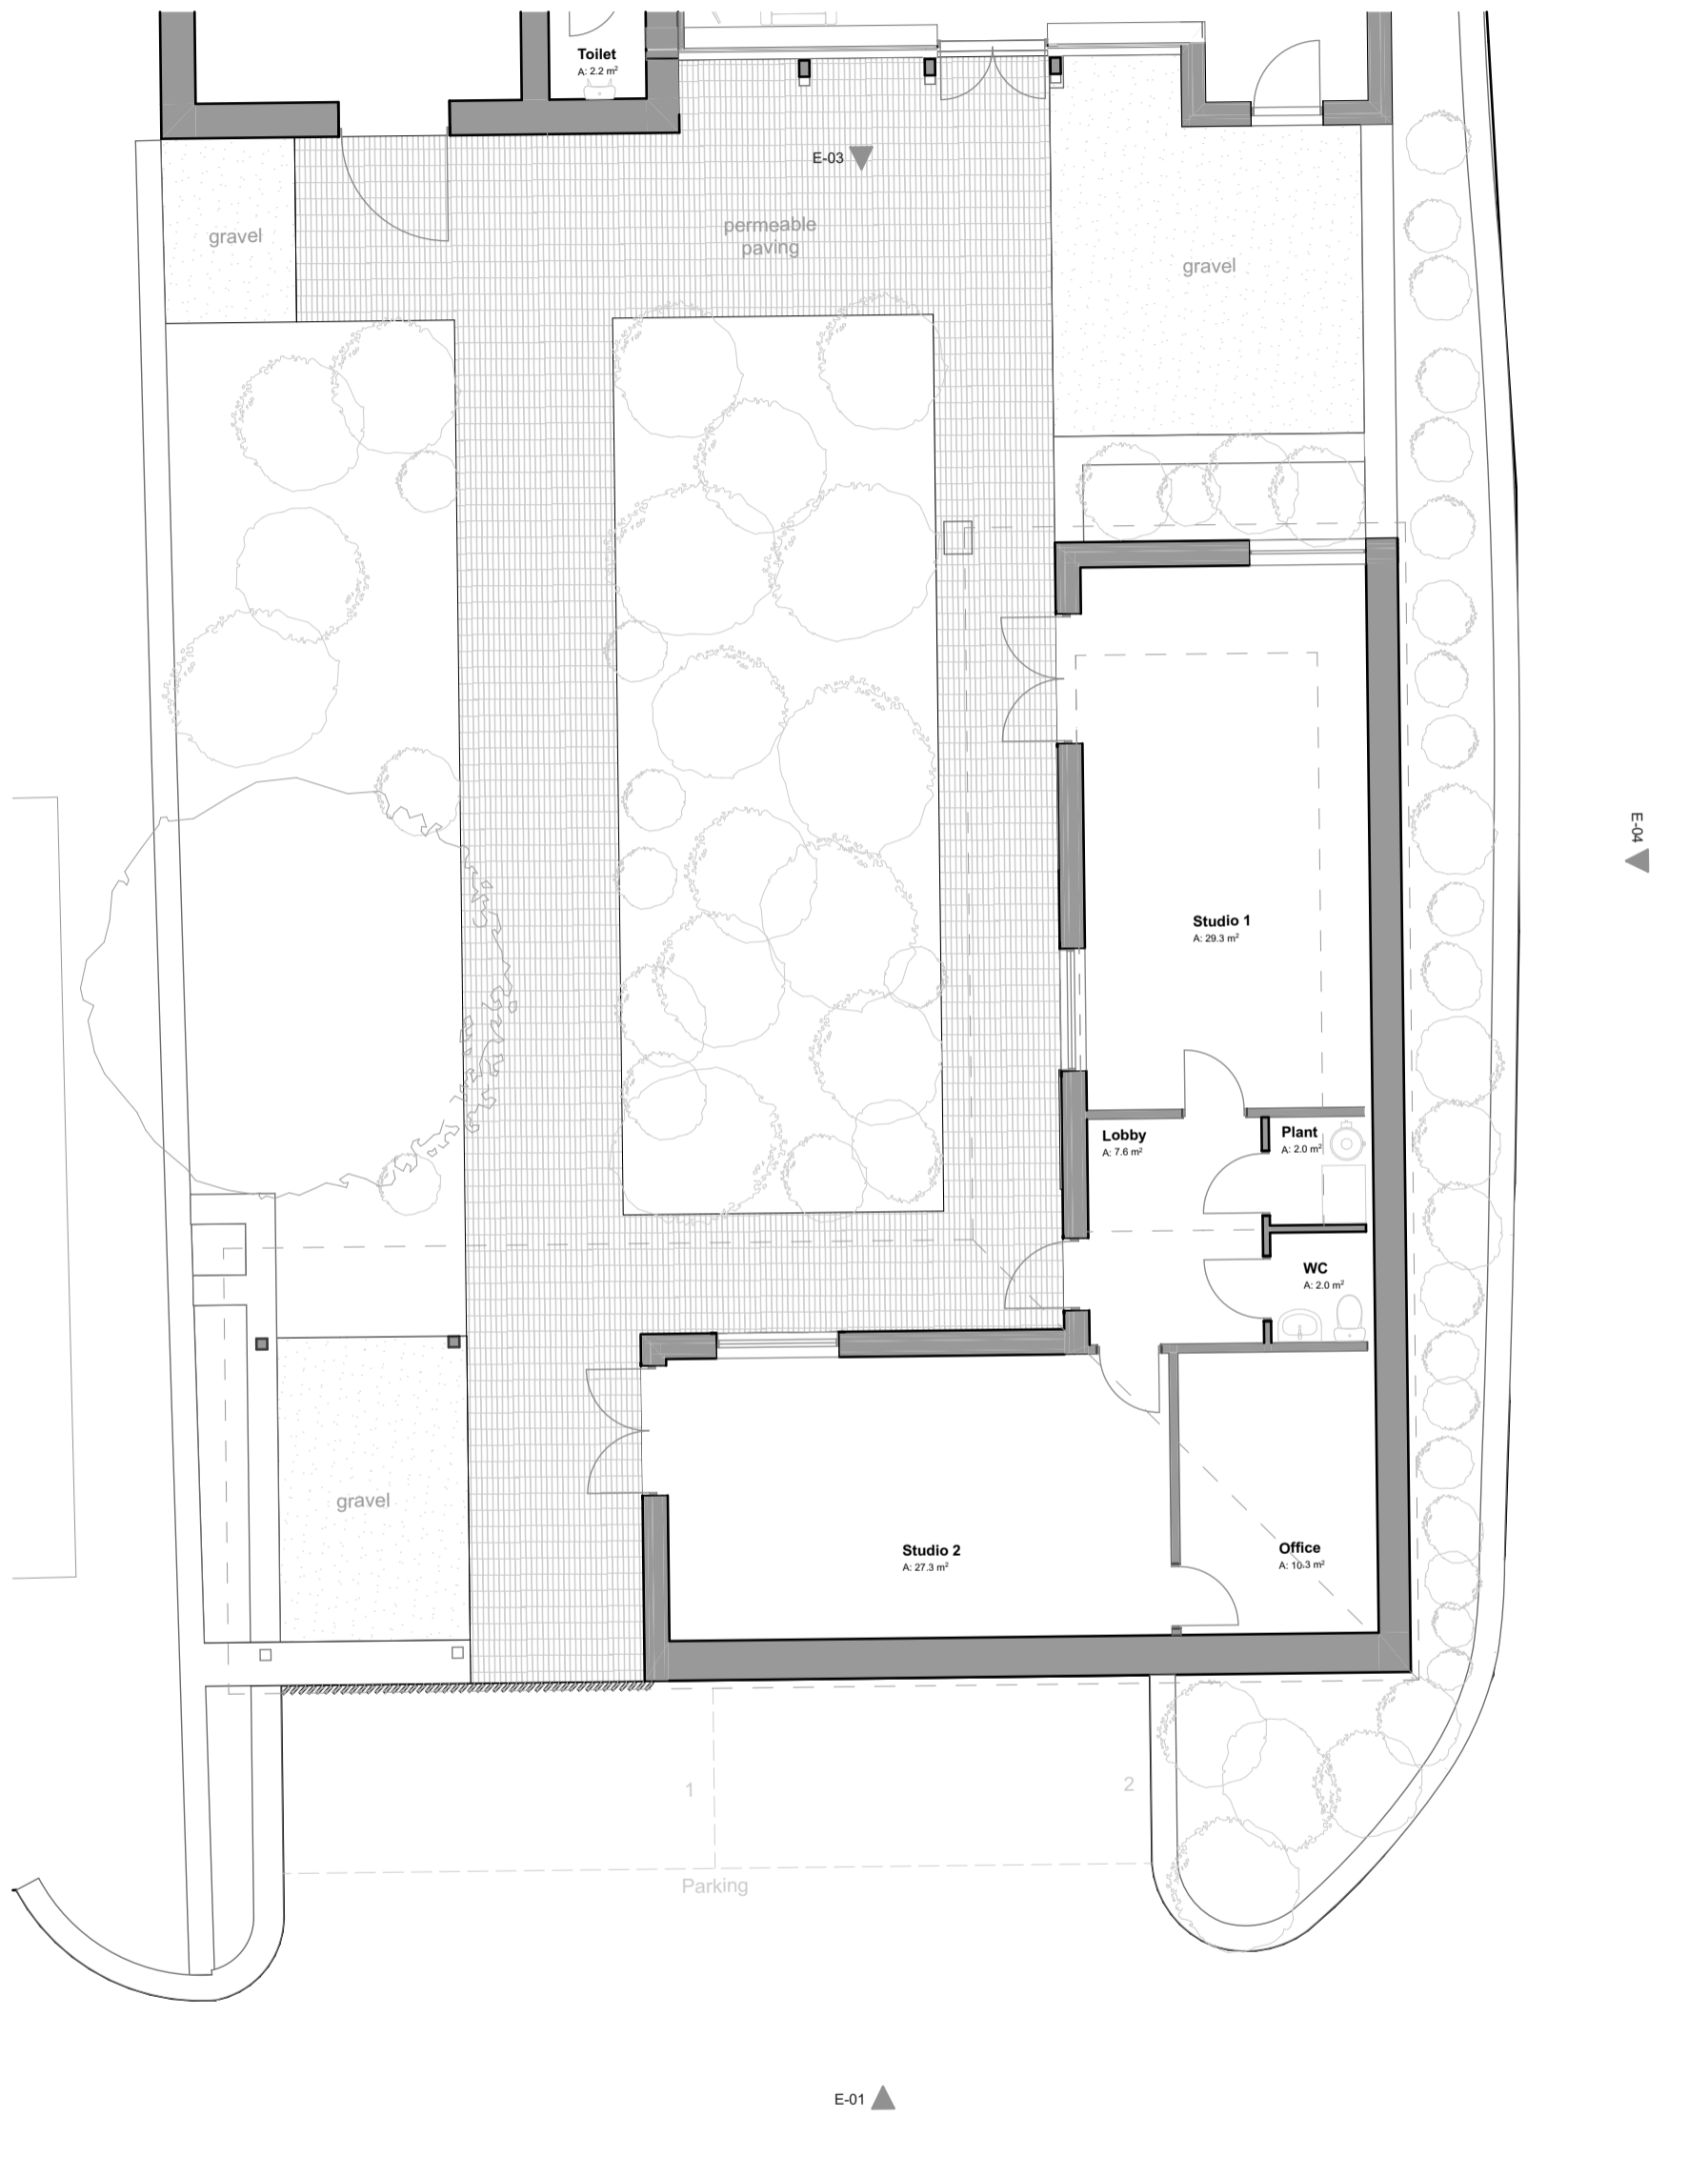 Toilet
A: 2.2 m²
E-03
gravel
permeable
paving
gravel
E-04
Studio 1
A: 29.3 m²
Lobby
A: 7.6 m²
Plant
A: 2.0 m²
WC
A: 2.0 m²
gravel
Studio 2
A: 27.3 m²
Office
A: 10.3 m²
1
2
Parking
E-01